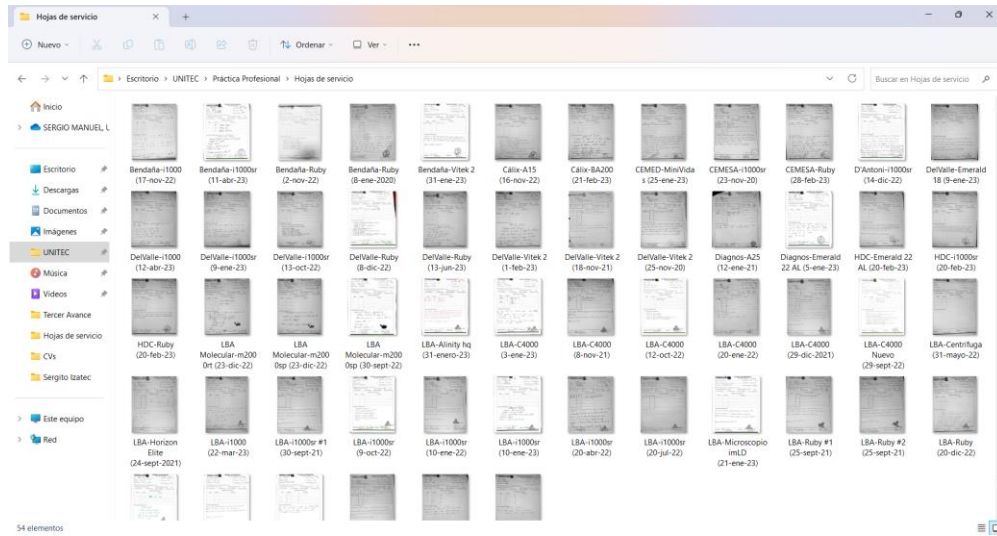 Hojas de servicio
Nuevo
Ordenar
Ver
Escritorio > UNITEC > Práctica Profesional > Hojas de servicio
Buscar en Hojas de servicio
Inicio
SERGIO MANUEL, L
Escritorio
Descargas
Documentos
Imágenes
UNITEC
Música
Videos
Tercer Avance
Hojas de servicio
CVs
Sergito Izatec
Este equipo
Red
Bendaña-i1000 (17-nov-22)
Bendaña-i1000sr (11-abr-23)
Bendaña-Ruby (2-nov-22)
Bendaña-Ruby (8-ene-2020)
Bendaña-Vitek 2 (31-ene-23)
Cálix-A15 (16-nov-22)
Cálix-BA200 (21-feb-23)
CEMED-MiniVida s (25-ene-23)
CEMESA-i1000sr (23-nov-20)
CEMESA-Ruby (28-feb-23)
D'Antoni-i1000sr (14-dic-22)
DelValle-Emerald 18 (9-ene-23)
DelValle-i1000 (12-abr-23)
DelValle-i1000sr (9-ene-23)
DelValle-i1000sr (13-oct-22)
DelValle-Ruby (8-dic-22)
DelValle-Ruby (13-jun-23)
DelValle-Vitek 2 (1-feb-23)
DelValle-Vitek 2 (18-nov-21)
DelValle-Vitek 2 (25-nov-20)
Diagnos-A25 (12-ene-21)
Diagnos-Emerald 22 AL (5-ene-23)
HDC-Emerald 22 AL (20-feb-23)
HDC-i1000sr (20-feb-23)
HDC-Ruby (20-feb-23)
LBA Molecular-m200 0rt (23-dic-22)
LBA Molecular-m200 0sp (23-dic-22)
LBA Molecular-m200 0sp (30-sept-22)
LBA-Alinity hq (31-enero-23)
LBA-C4000 (3-ene-23)
LBA-C4000 (8-nov-21)
LBA-C4000 (12-oct-22)
LBA-C4000 (20-ene-22)
LBA-C4000 (29-dic-2021)
LBA-C4000 Nuevo (29-sept-22)
LBA-Centrifuga (31-mayo-22)
LBA-Horizon Elite (24-sept-2021)
LBA-i1000 (22-mar-23)
LBA-i1000sr #1 (30-sept-21)
LBA-i1000sr (9-oct-22)
LBA-i1000sr (10-ene-22)
LBA-i1000sr (10-ene-23)
LBA-i1000sr (20-abr-22)
LBA-i1000sr (20-jul-22)
LBA-Microscopio imLD (21-ene-23)
LBA-Ruby #1 (25-sept-21)
LBA-Ruby #2 (25-sept-21)
LBA-Ruby (20-dic-22)
54 elementos